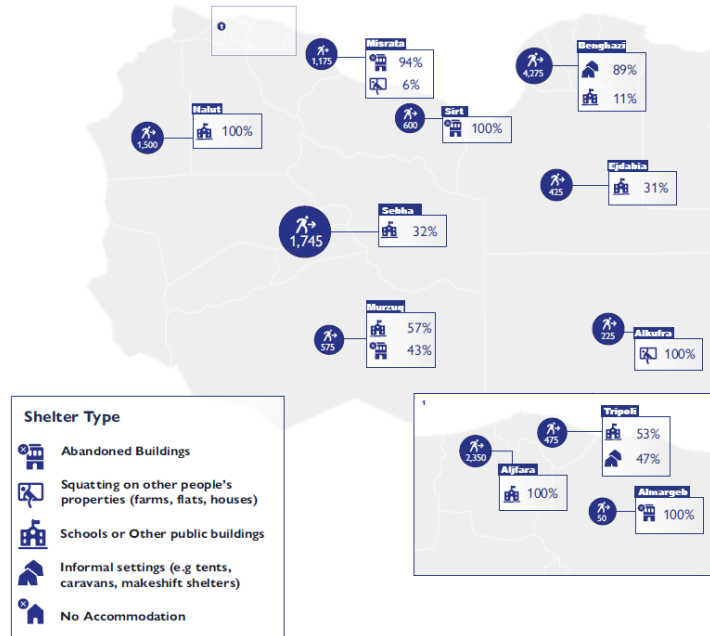 1
Misrata
1,175
94%
6%
Benghazi
4,275
89%
11%
Nalut
1,500
100%
Sirt
600
100%
Ejdabia
425
31%
Sebha
1,745
32%
Murzuq
575
57%
43%
Alkufra
225
100%
Shelter Type
Abandoned Buildings
Squatting on other people's
properties (farms, flats, houses)
Schools or Other public buildings
Informal settings (e.g tents,
caravans, makeshift shelters)
No Accommodation
1
Tripoli
475
53%
47%
2,350
Aljfara
100%
Almargeb
50
100%